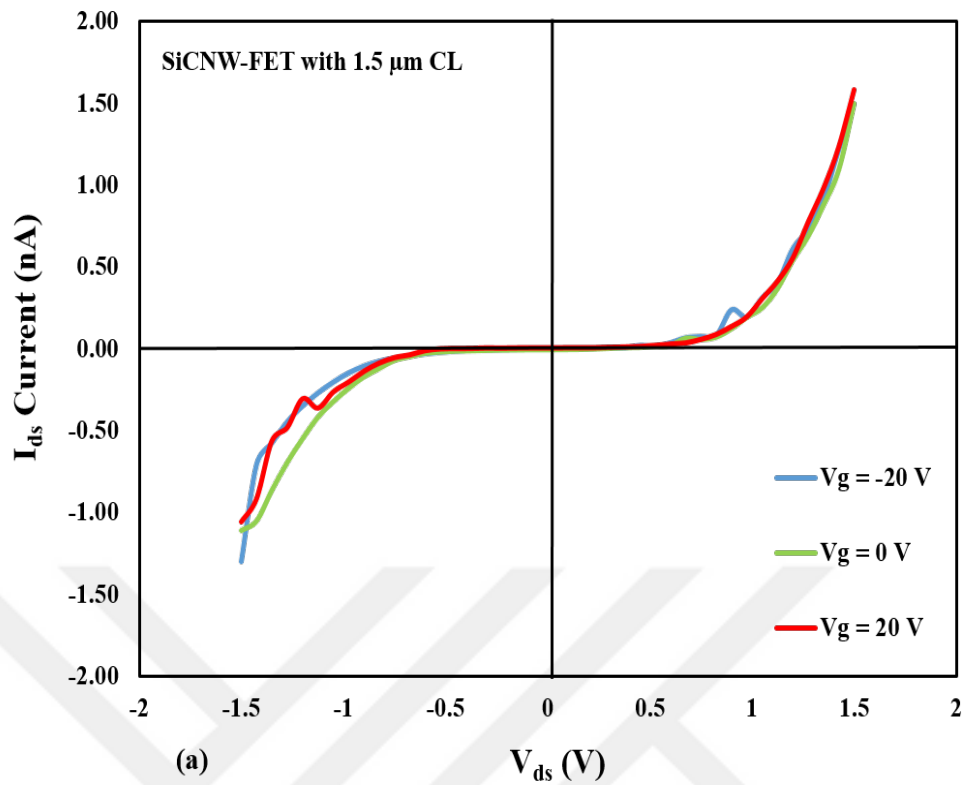 2.00
SiCNW-FET with 1.5 µm CL
1.50
1.00
0.50
0.00
-0.50
-1.00
-1.50
-2.00
Ids Current (nA)
Vg = -20 V
Vg = 0 V
Vg = 20 V
-2 -1.5 -1 -0.5 0 0.5 1 1.5 2
(a)
Vds (V)